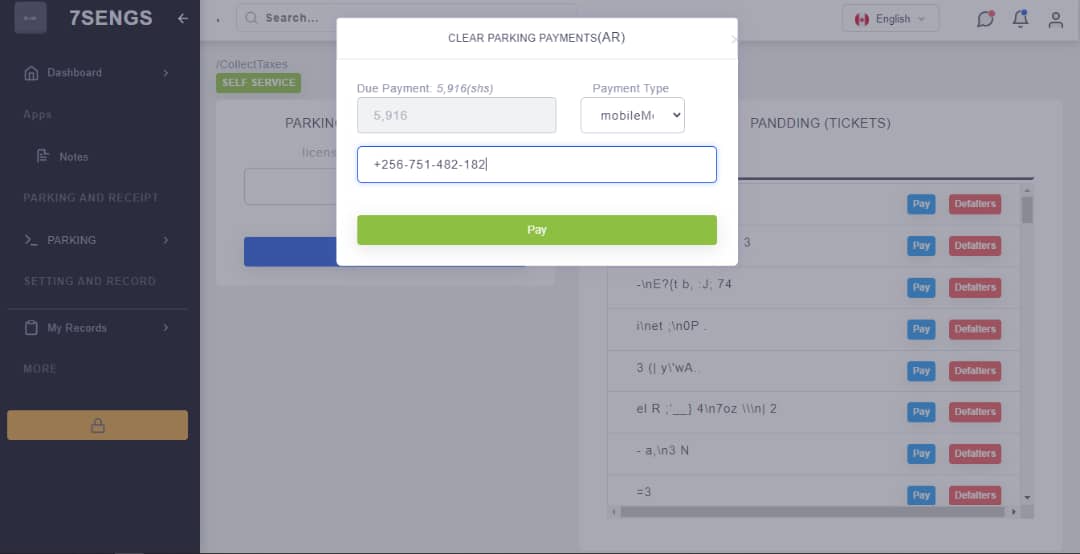 7SENGS
Search...
English
Dashboard
Apps
Notes
PARKING AND RECEIPT
PARKING
SETTING AND RECORD
My Records
MORE
/CollectTaxes
SELF SERVICE
PARKIN
licens
CLEAR PARKING PAYMENTS(AR)
Due Payment: 5,916(shs)
Payment Type
5,916
mobileM
+256-751-482-182
Pay
PANDDING (TICKETS)
Pay Defalters
3 Pay Defalters
-\nE?{t b, :J; 74 Pay Defalters
i\net ;\n0P . Pay Defalters
3 (| y\'wA.. Pay Defalters
el R ;'__} 4\n7oz \\\n| 2 Pay Defalters
- a,\n3 N Pay Defalters
=3 Pay Defalters